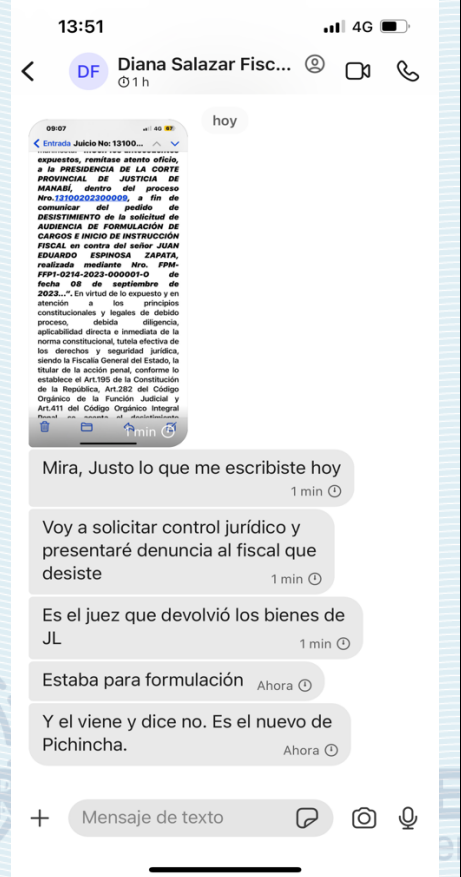 13:51
4G
DF
Diana Salazar Fisc...
1 h
hoy
09:07
4G 67
Entrada Juicio No: 13100...
expuestos, remítase atento oficio,
a la PRESIDENCIA DE LA CORTE
PROVINCIAL DE JUSTICIA DE
MANABÍ, dentro del proceso
Nro.13100202300009, a fin de
comunicar del pedido de
DESISTIMIENTO de la solicitud de
AUDIENCIA DE FORMULACIÓN DE
CARGOS E INICIO DE INSTRUCCIÓN
FISCAL en contra del señor JUAN
EDUARDO ESPINOSA ZAPATA,
realizada mediante Nro. FPM-
FFP1-0214-2023-000001-O de
fecha 08 de septiembre de
2023...". En virtud de lo expuesto y en
atención a los principios
constitucionales y legales de debido
proceso, debida diligencia,
aplicabilidad directa e inmediata de la
norma constitucional, tutela efectiva de
los derechos y seguridad jurídica,
siendo la Fiscalía General del Estado, la
titular de la acción penal, conforme lo
establece el Art.195 de la Constitución
de la República, Art.282 del Código
Orgánico de la Función Judicial y
Art.411 del Código Orgánico Integral
1 min
Mira, Justo lo que me escribiste hoy
1 min
Voy a solicitar control jurídico y
presentaré denuncia al fiscal que
desiste
1 min
Es el juez que devolvió los bienes de
JL
1 min
Estaba para formulación
Ahora
Y el viene y dice no. Es el nuevo de
Pichincha.
Ahora
Mensaje de texto